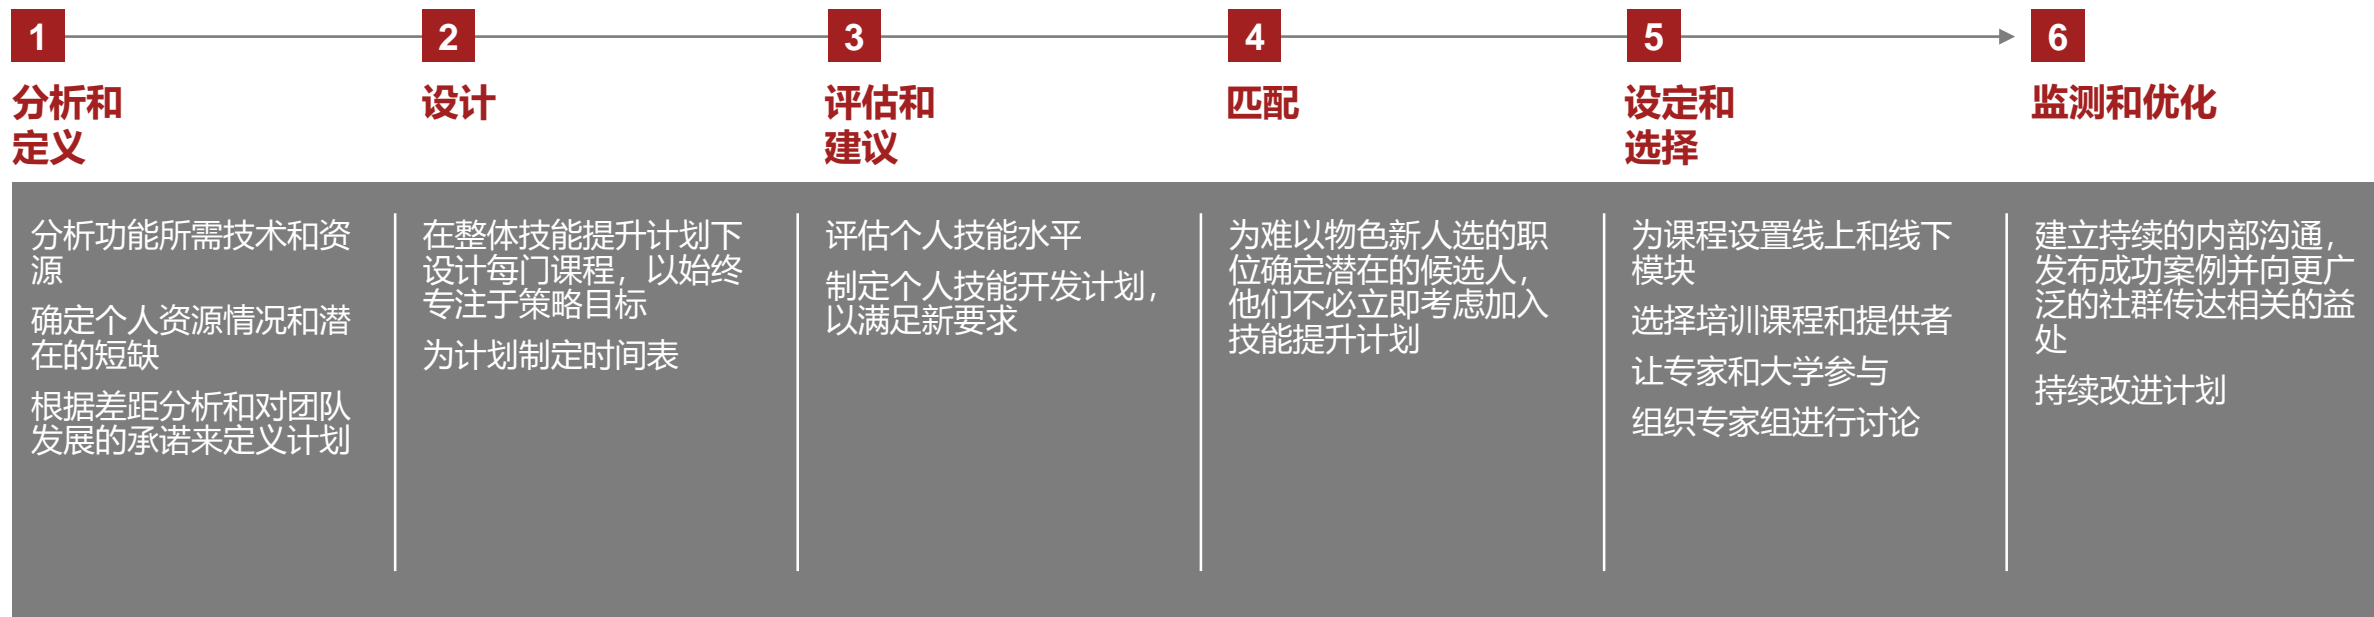 1
分析和
定义
分析功能所需技术和资
源
确定个人资源情况和潜
在的短缺
根据差距分析和对团队
发展的承诺来定义计划
2
设计
在整体技能提升计划下
设计每门课程，以始终
专注于策略目标
为计划制定时间表
3
评估和
建议
评估个人技能水平
制定个人技能开发计划，
以满足新要求
4
匹配
为难以物色新人选的职
位确定潜在的候选人，
他们不必立即考虑加入
技能提升计划
5
设定和
选择
为课程设置线上和线下
模块
选择培训课程和提供者
让专家和大学参与
组织专家组进行讨论
6
监测和优化
建立持续的内部沟通，
发布成功案例并向更广
泛的社群传达相关的益
处
持续改进计划